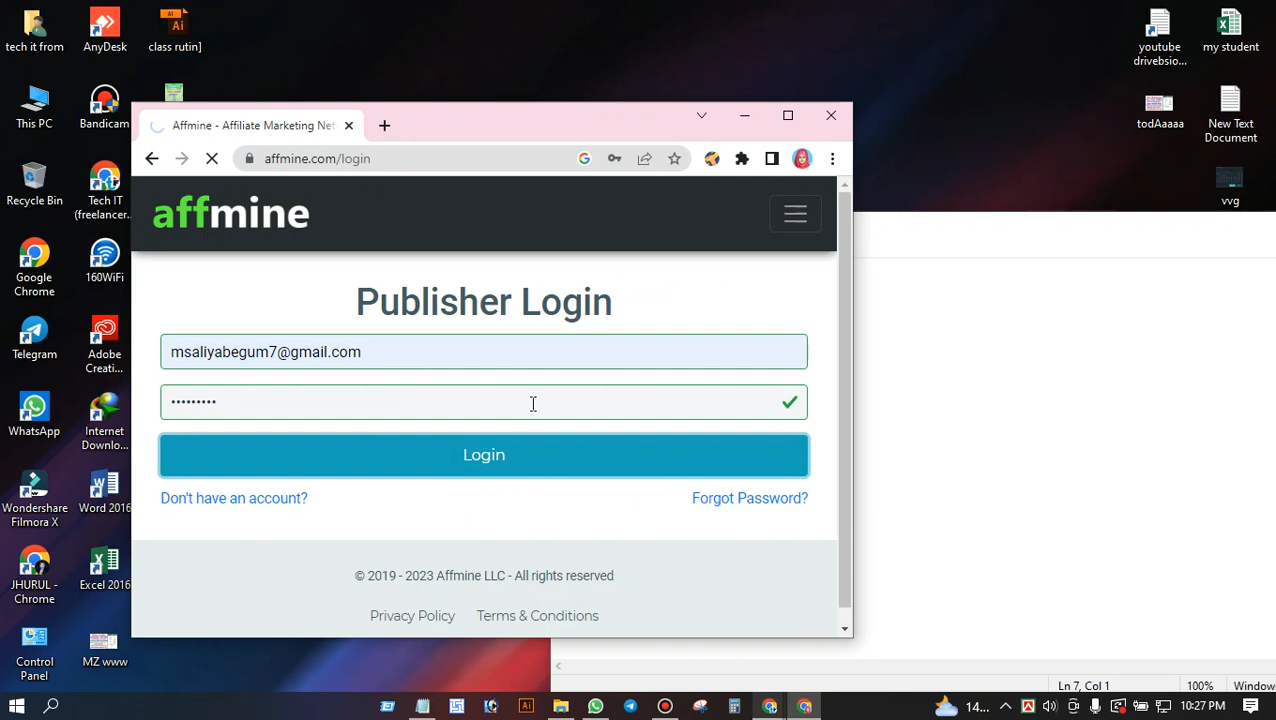 tech it from
AnyDesk
class rutin]
youtube
drivebsio...
my student
This PC
Bandicam
todAaaaa
New Text
Document
Affmine - Affiliate Marketing Net
affmine.com/login
Recycle Bin
Tech IT
(freelancer...
vvg
affmine
Google
Chrome
160WiFi
Publisher Login
msaliyabegum7@gmail.com
Telegram
Adobe
Creati...
•••••••••
WhatsApp
Internet
Downlo...
Login
Don't have an account?
Forgot Password?
Wondershare
Filmora X
Word 2016
© 2019 - 2023 Affmine LLC - All rights reserved
JHURUL -
Chrome
Excel 2016
Privacy Policy
Terms & Conditions
Control
Panel
MZ www
Ln 7, Col 1
100%
Window
14...
10:27 PM